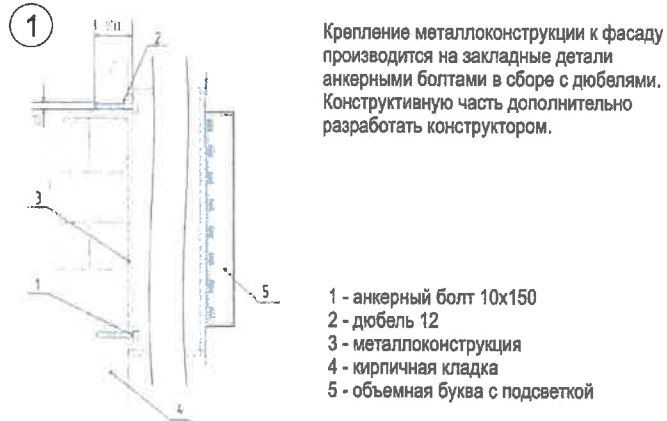 1
Крепление металлоконструкции к фасаду
производится на закладные детали
анкерными болтами в сборе с дюбелями.
Конструктивную часть дополнительно
разработать конструктором.
2
3
1
5
4
1 - анкерный болт 10х150
2 - дюбель 12
3 - металлоконструкция
4 - кирпичная кладка
5 - объемная буква с подсветкой